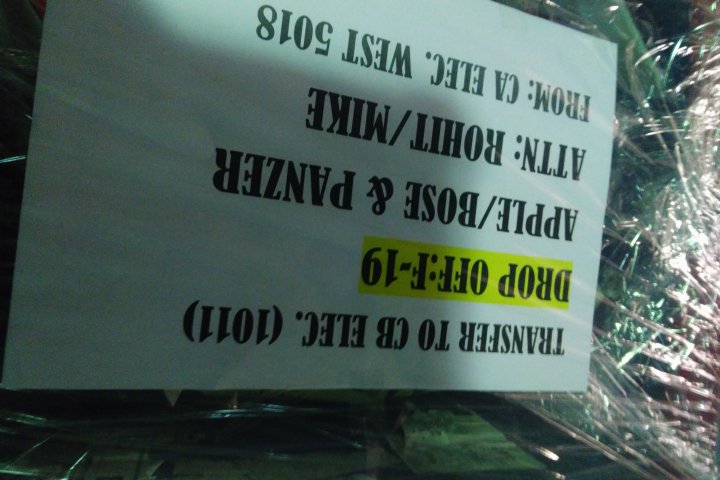 TRANSFER TO CB ELEC. (1011)
DROP OFF:F-19
APPLE/BOSE & PANZER
ATTN: ROHIT/MIKE
FROM: CA ELEC. WEST 5018